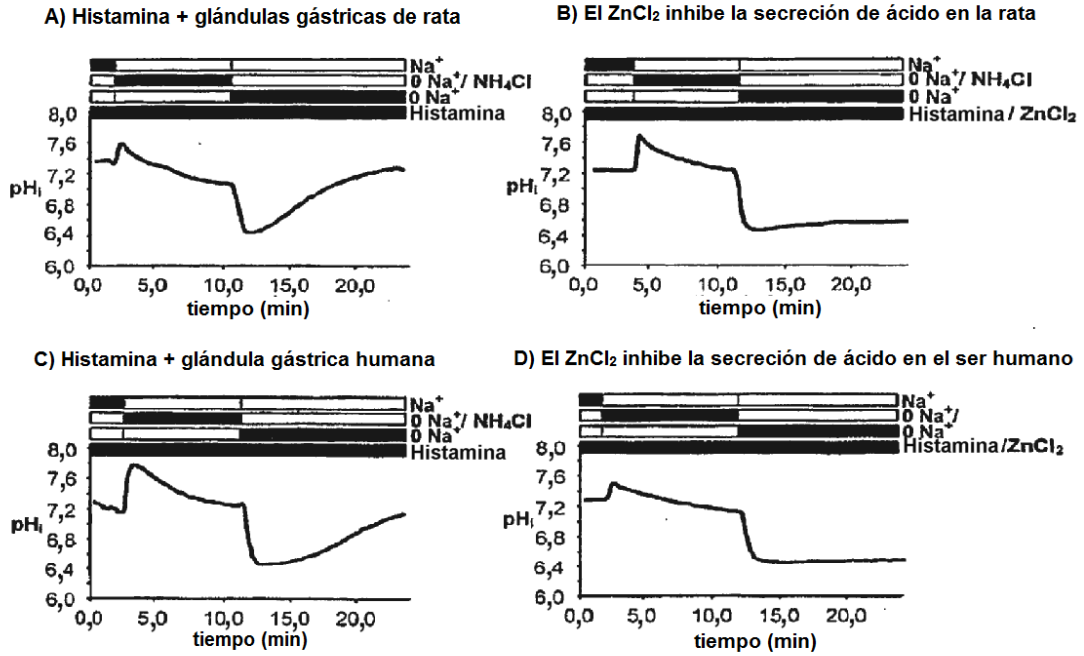 A) Histamina + glándulas gástricas de rata
Na⁺
0 Na⁺/ NH₄Cl
0 Na⁺
Histamina
8,0
7,6
7,2
pHᵢ
6,8
6,4
6,0
0,0 5,0 10,0 15,0 20,0
tiempo (min)
B) El ZnCl₂ inhibe la secreción de ácido en la rata
Na⁺
0 Na⁺/ NH₄Cl
0 Na⁺
Histamina / ZnCl₂
8,0
7,6
7,2
pHᵢ
6,8
6,4
6,0
0,0 5,0 10,0 15,0 20,0
tiempo (min)
C) Histamina + glándula gástrica humana
Na⁺
0 Na⁺/ NH₄Cl
0 Na⁺
Histamina
8,0
7,6
7,2
pHᵢ
6,8
6,4
6,0
0,0 5,0 10,0 15,0 20,0
tiempo (min)
D) El ZnCl₂ inhibe la secreción de ácido en el ser humano
Na⁺
0 Na⁺/
0 Na⁺
Histamina/ZnCl₂
8,0
7,6
7,2
pHᵢ
6,8
6,4
6,0
0,0 5,0 10,0 15,0 20,0
tiempo (min)